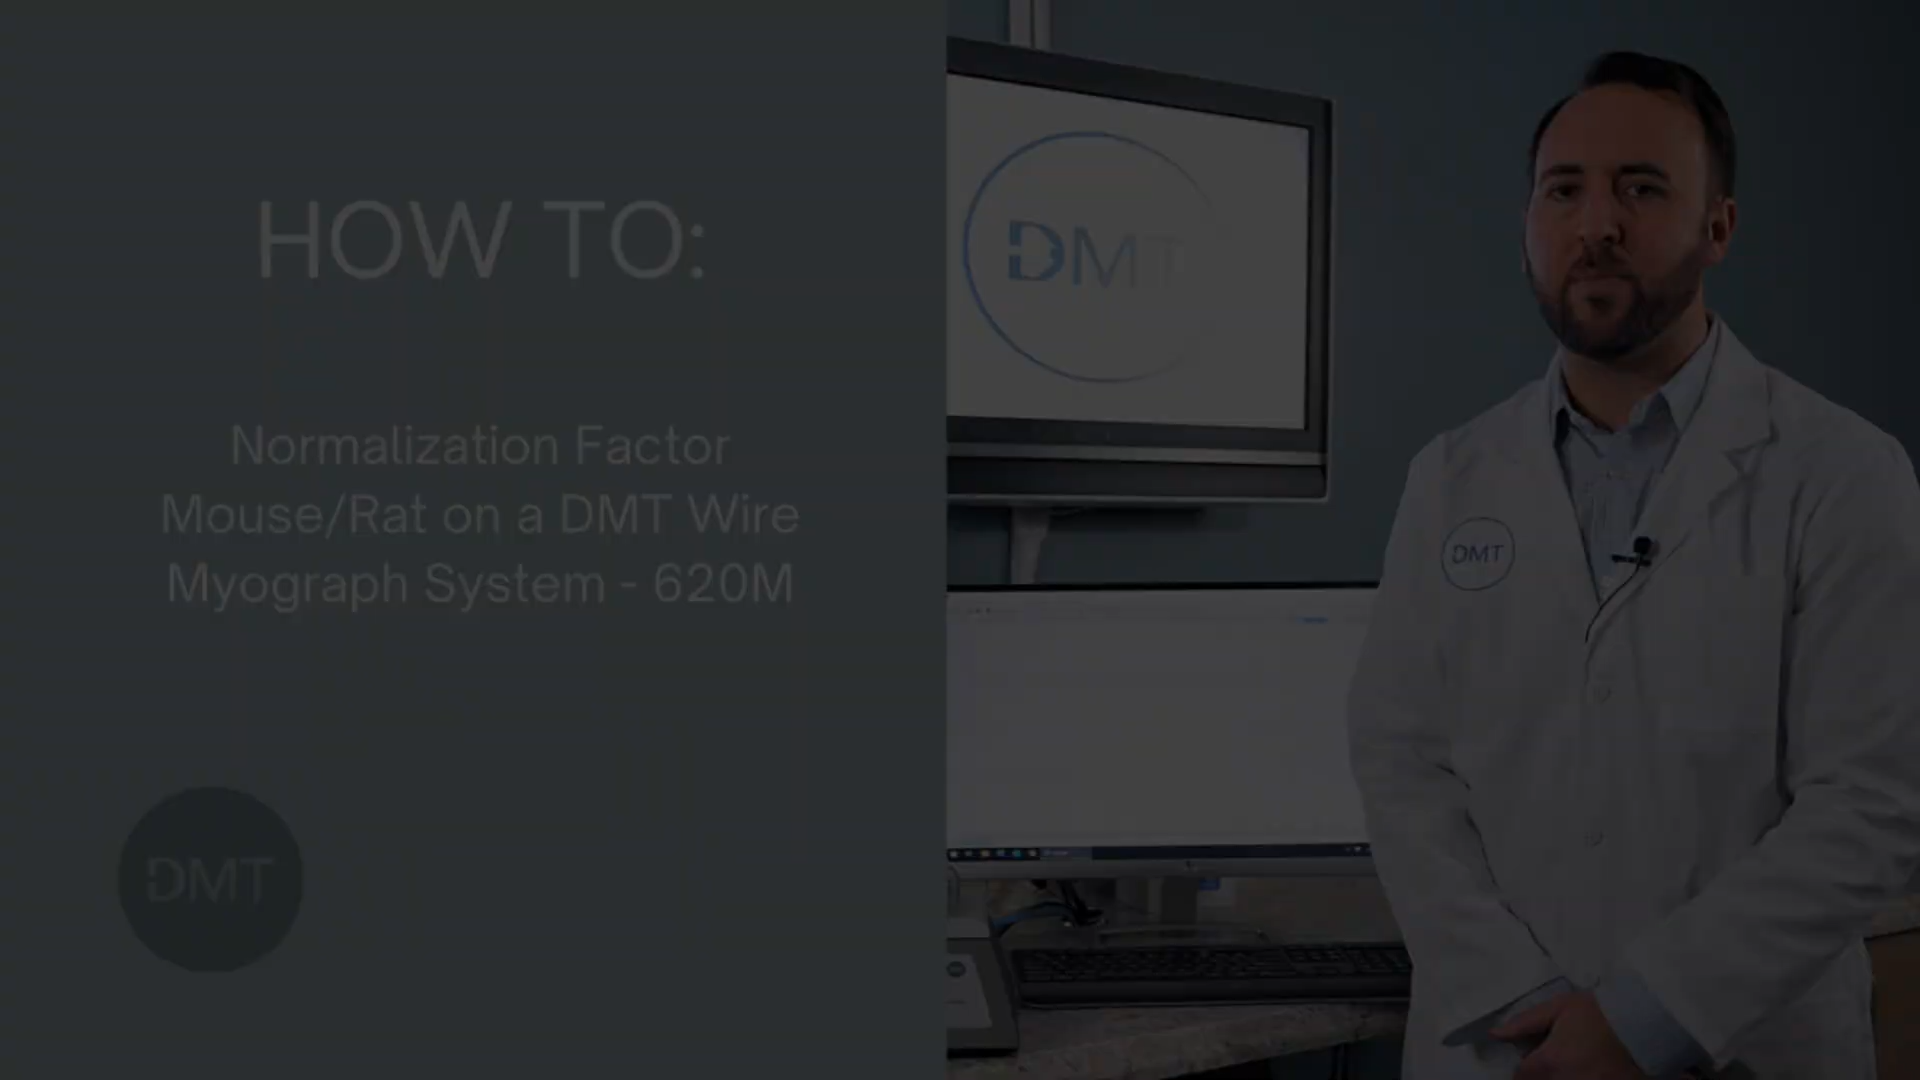 HOW TO:
Normalization Factor
Mouse/Rat on a DMT Wire
Myograph System - 620M
DMT
DMT
DMT